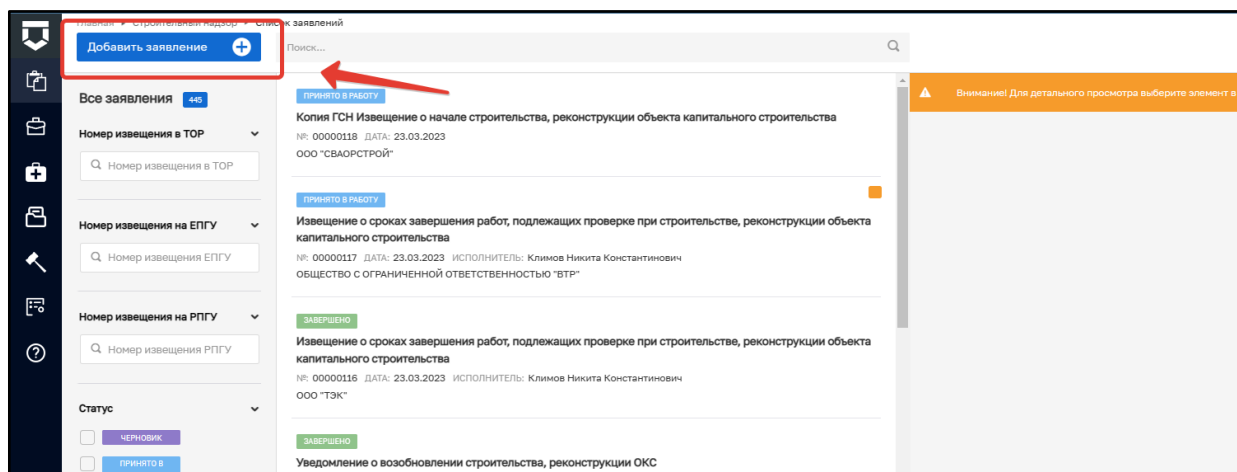 Главная ▸ Строительный надзор ▸ Список заявлений
Добавить заявление
Поиск...
Все заявления 445
Номер извещения в ТОР
Номер извещения в ТОР
Номер извещения на ЕПГУ
Номер извещения ЕПГУ
Номер извещения на РПГУ
Номер извещения РПГУ
Статус
ЧЕРНОВИК
ПРИНЯТО В
ПРИНЯТО В РАБОТУ
Копия ГСН Извещение о начале строительства, реконструкции объекта капитального строительства
№: 00000118 ДАТА: 23.03.2023
ООО "СВАОРСТРОЙ"
ПРИНЯТО В РАБОТУ
Извещение о сроках завершения работ, подлежащих проверке при строительстве, реконструкции объекта
капитального строительства
№: 00000117 ДАТА: 23.03.2023 ИСПОЛНИТЕЛЬ: Климов Никита Константинович
ОБЩЕСТВО С ОГРАНИЧЕННОЙ ОТВЕТСТВЕННОСТЬЮ "ВТР"
ЗАВЕРШЕНО
Извещение о сроках завершения работ, подлежащих проверке при строительстве, реконструкции объекта
капитального строительства
№: 00000116 ДАТА: 23.03.2023 ИСПОЛНИТЕЛЬ: Климов Никита Константинович
ООО "ТЭК"
ЗАВЕРШЕНО
Уведомление о возобновлении строительства, реконструкции ОКС
Внимание! Для детального просмотра выберите элемент в